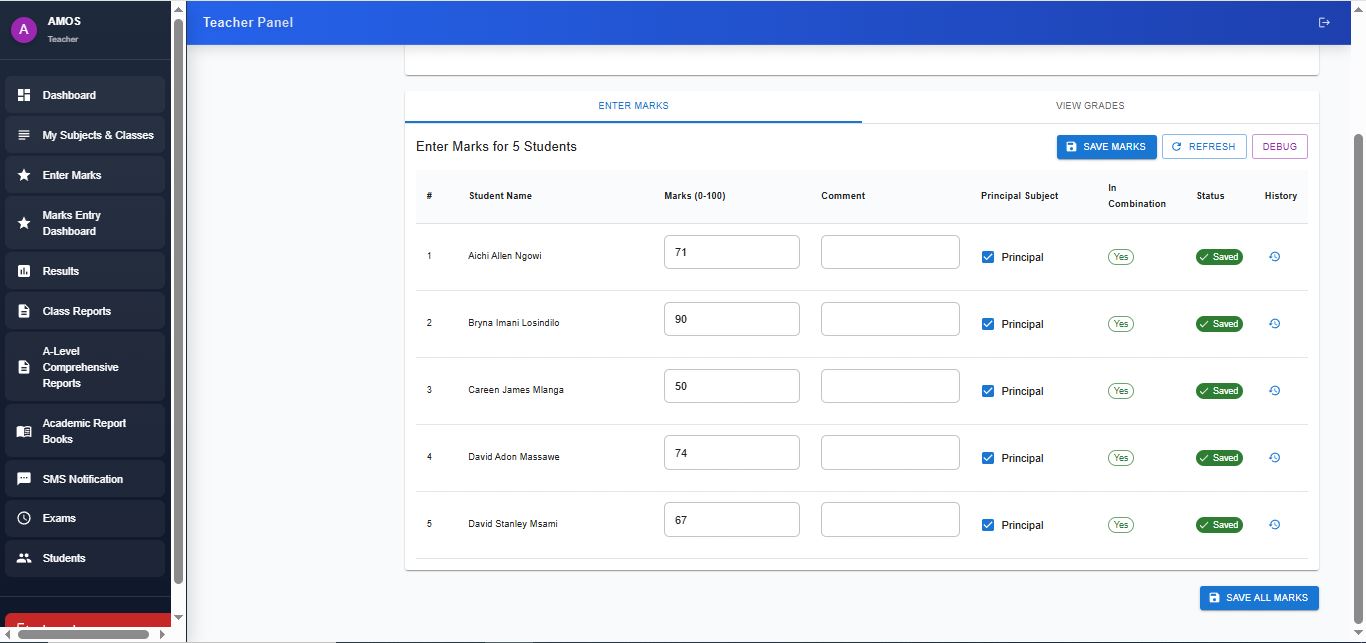 A
AMOS
Teacher
Teacher Panel
Dashboard
My Subjects & Classes
Enter Marks
Marks Entry
Dashboard
Results
Class Reports
A-Level
Comprehensive
Reports
Academic Report
Books
SMS Notification
Exams
Students
ENTER MARKS VIEW GRADES
Enter Marks for 5 Students SAVE MARKS REFRESH DEBUG
# Student Name Marks (0-100) Comment Principal Subject In Combination Status History
1 Aichi Allen Ngowi 71 Principal Yes Saved
2 Bryna Imani Losindilo 90 Principal Yes Saved
3 Careen James Mlanga 50 Principal Yes Saved
4 David Adon Massawe 74 Principal Yes Saved
5 David Stanley Msami 67 Principal Yes Saved
SAVE ALL MARKS